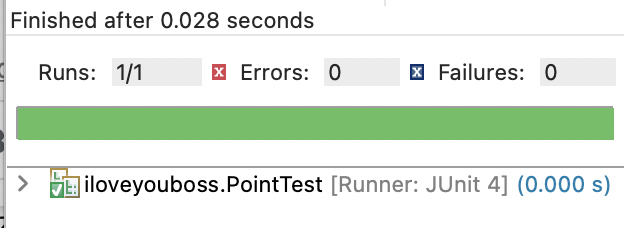 Finished after 0.028 seconds
Runs: 1/1 Errors: 0 Failures: 0
iloveyouboss.PointTest [Runner: JUnit 4] (0.000 s)